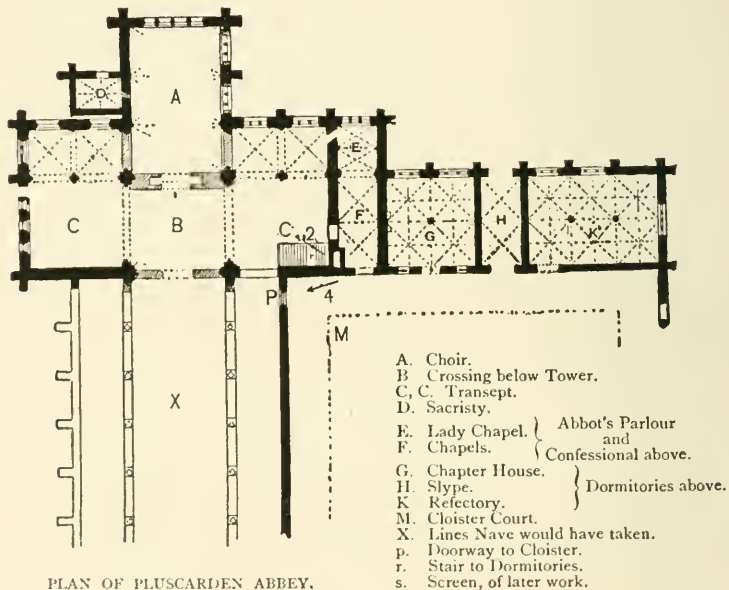 A
D
E
C
B
C
2
F
G
H
K
P
4
M
X
A. Choir.
B Crossing below Tower.
C, C. Transept.
D. Sacristy.
E. Lady Chapel.
F. Chapels.
Abbot's Parlour
and
Confessional above.
G. Chapter House.
H. Slype.
K Refectory.
Dormitories above.
M. Cloister Court.
X. Lines Nave would have taken.
p. Doorway to Cloister.
r. Stair to Dormitories.
s. Screen, of later work.
PLAN OF PLUSCARDEN ABBEY.